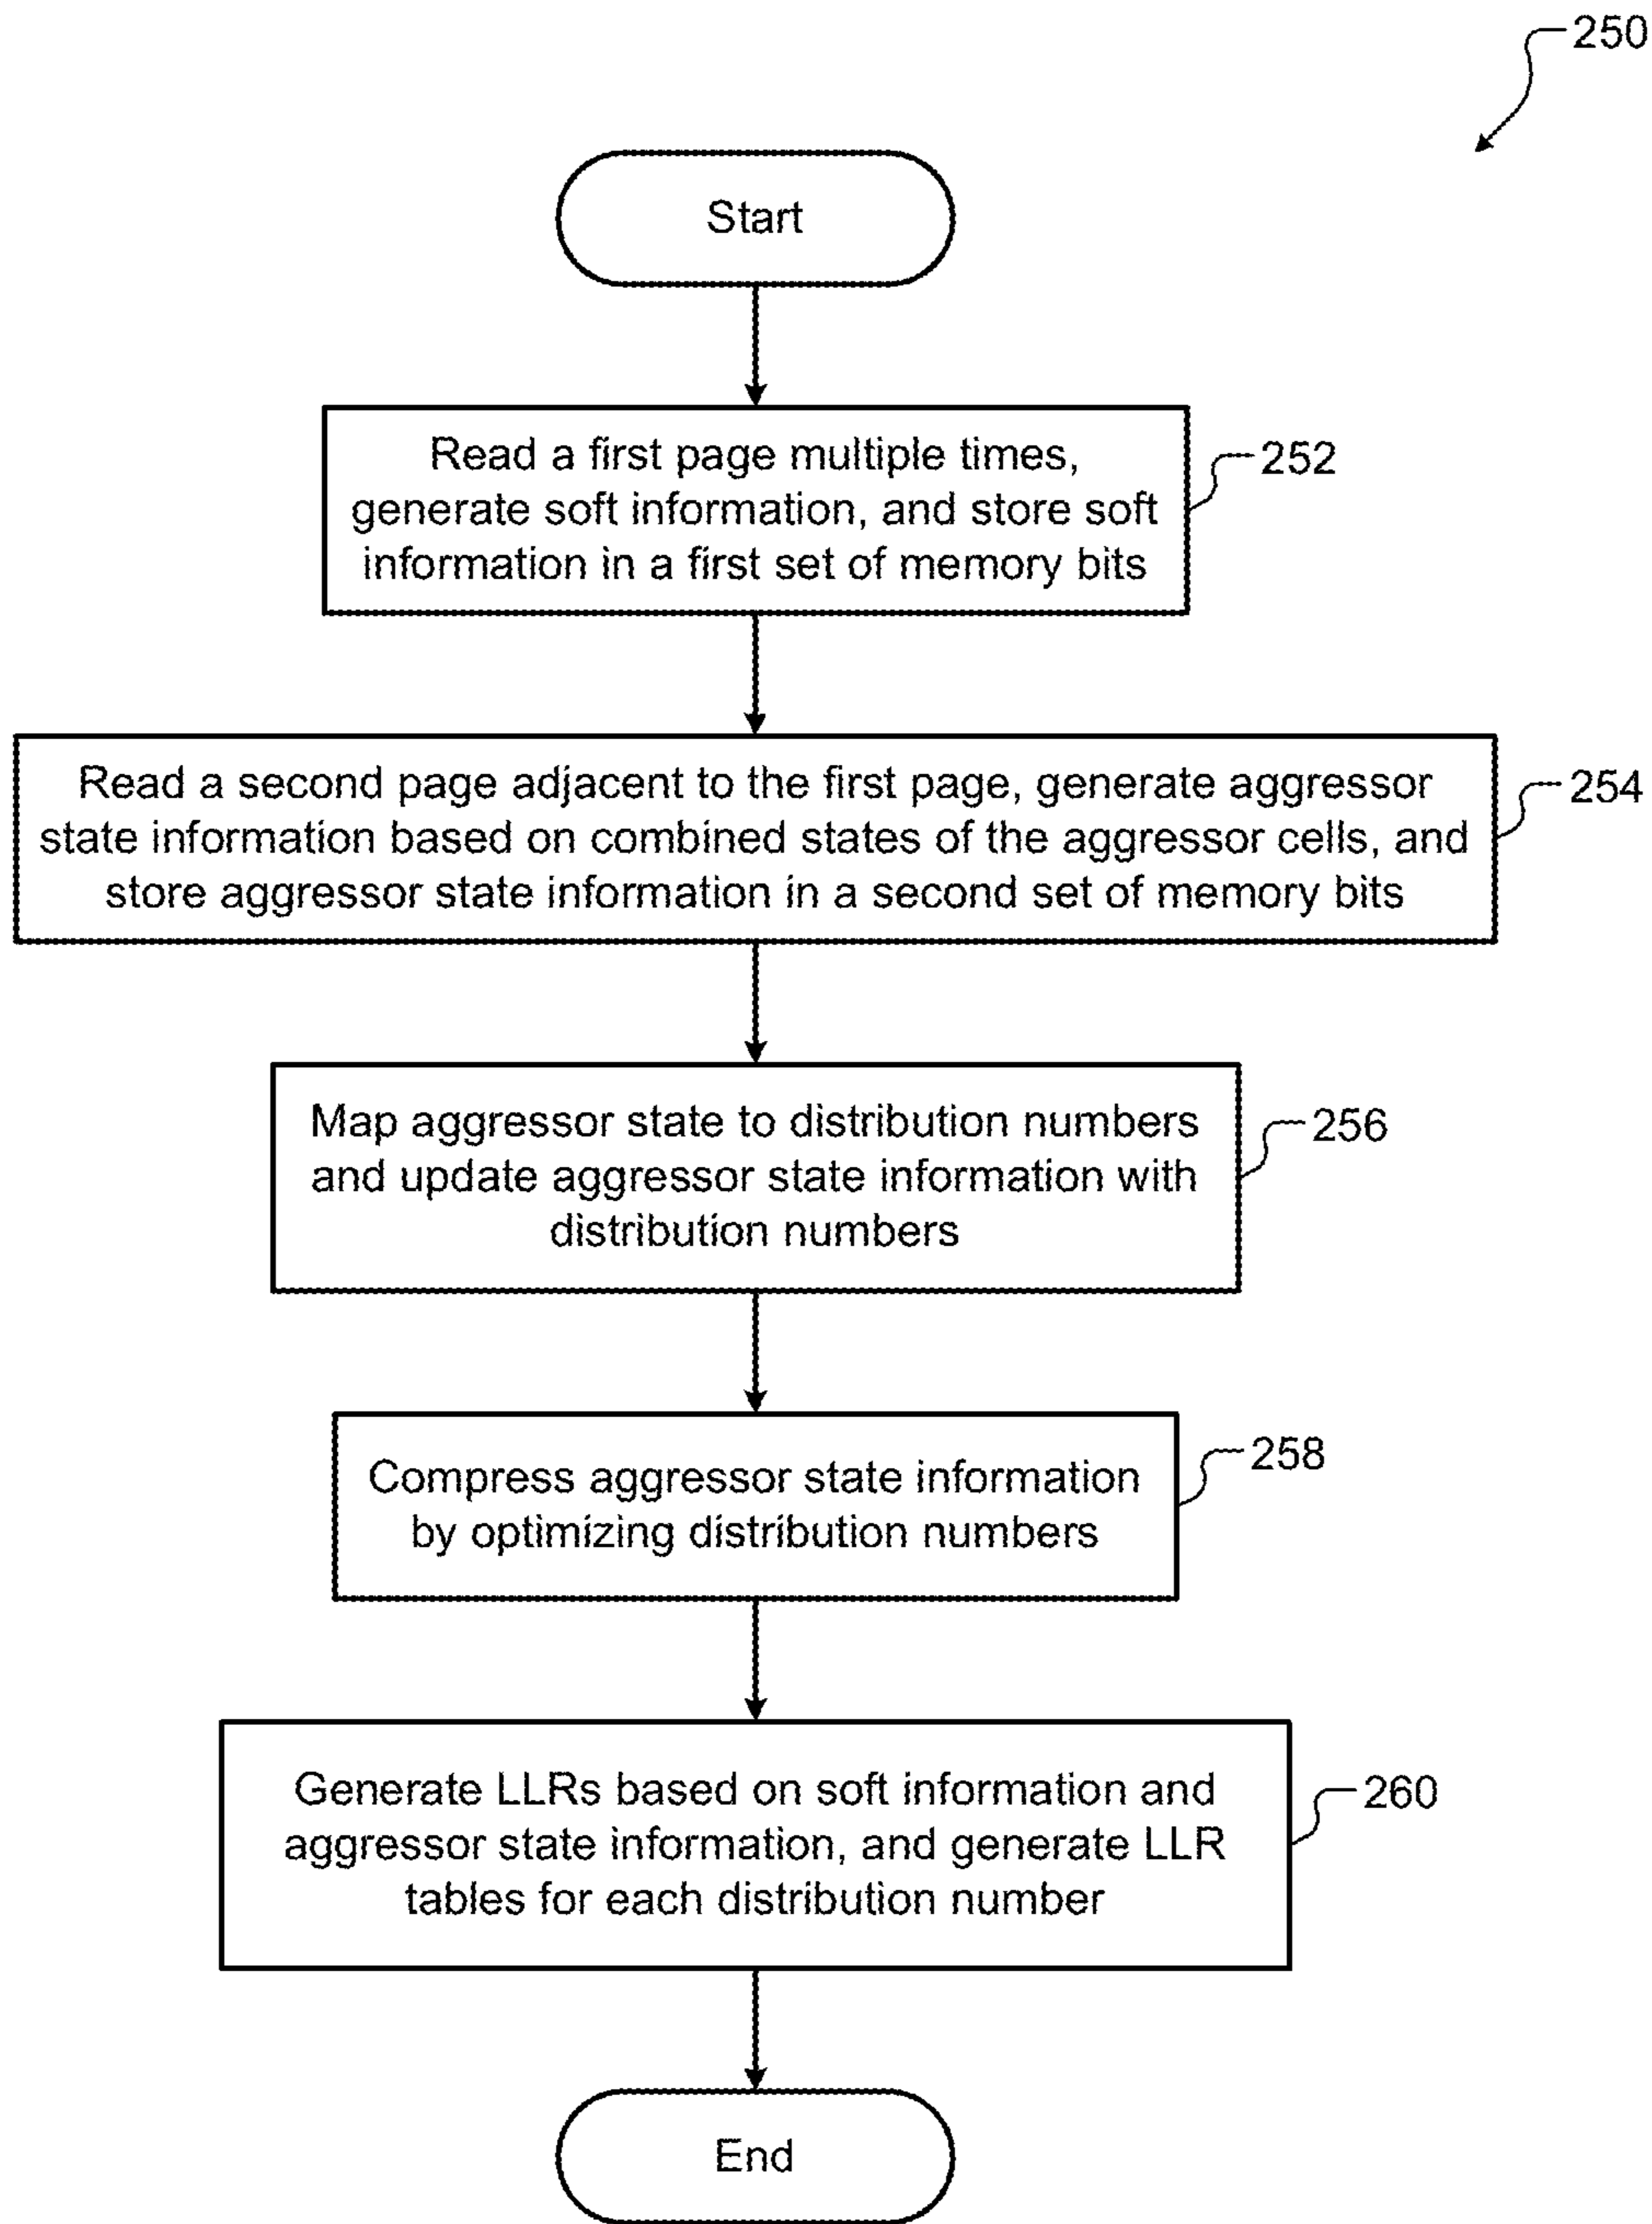 250
Start
Read a first page multiple times,
generate soft information, and store soft
information in a first set of memory bits
252
Read a second page adjacent to the first page, generate aggressor
state information based on combined states of the aggressor cells, and
store aggressor state information in a second set of memory bits
254
Map aggressor state to distribution numbers
and update aggressor state information with
distribution numbers
256
Compress aggressor state information
by optimizing distribution numbers
258
Generate LLRs based on soft information and
aggressor state information, and generate LLR
tables for each distribution number
260
End